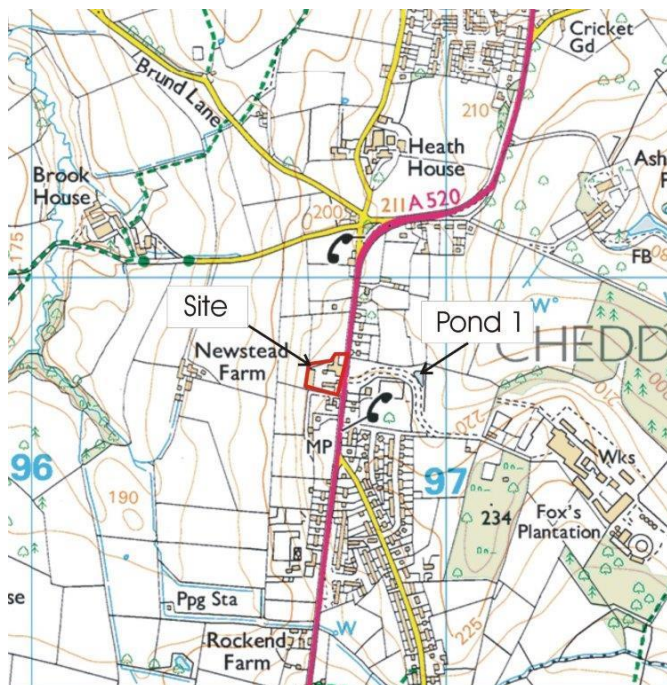 Cricket
Gd
Brund Lane
210
Heath
House
Brook
House
211
A 520
200
175
FB
W
Site
Pond 1
CHEDD
Newstead
Farm
220
210
MP
96
97
Wks
190
234
Fox's
Plantation
Ppg Sta
W
225
Rockend
Farm